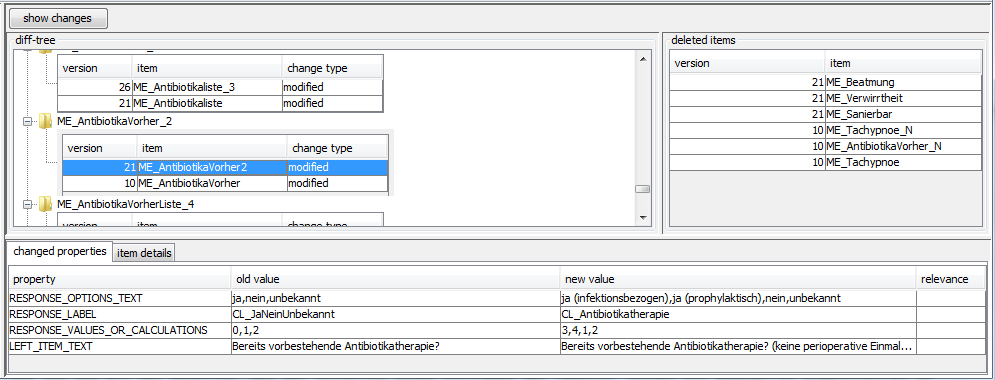 show changes
diff-tree
version item change type
26 ME_Antibiotikaliste_3 modified
21 ME_Antibiotikaliste modified
ME_AntibiotikaVorher_2
version item change type
21 ME_AntibiotikaVorher2 modified
10 ME_AntibiotikaVorher modified
ME_AntibiotikaVorherListe_4
version item change type
deleted items
version item
21 ME_Beatmung
21 ME_Verwirrtheit
21 ME_Sanierbar
10 ME_Tachypnoe_N
10 ME_AntibiotikaVorher_N
10 ME_Tachypnoe
changed properties item details
property old value new value relevance
RESPONSE_OPTIONS_TEXT ja,nein,unbekannt ja (infektionsbezogen),ja (prophylaktisch),nein,unbekannt
RESPONSE_LABEL CL_JaNeinUnbekannt CL_Antibiotikatherapie
RESPONSE_VALUES_OR_CALCULATIONS 0,1,2 3,4,1,2
LEFT_ITEM_TEXT Bereits vorbestehende Antibiotikatherapie? Bereits vorbestehende Antibiotikatherapie? (keine perioperative Einmal...